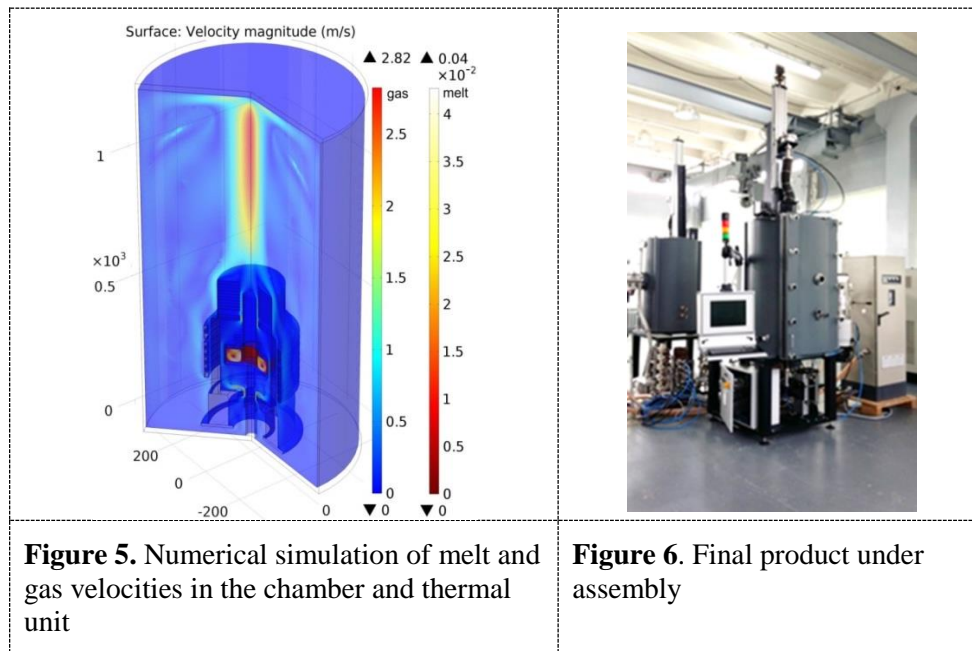 Surface: Velocity magnitude (m/s)
▲ 2.82 ▲ 0.04
×10⁻²
gas
melt
2.5
2
1.5
1
0.5
0
▼ 0
4
3.5
3
2.5
2
1.5
1
0.5
0
▼ 0
1
×10³
0.5
0
200
0
-200
0
Figure 5. Numerical simulation of melt and
gas velocities in the chamber and thermal
unit
Figure 6. Final product under
assembly